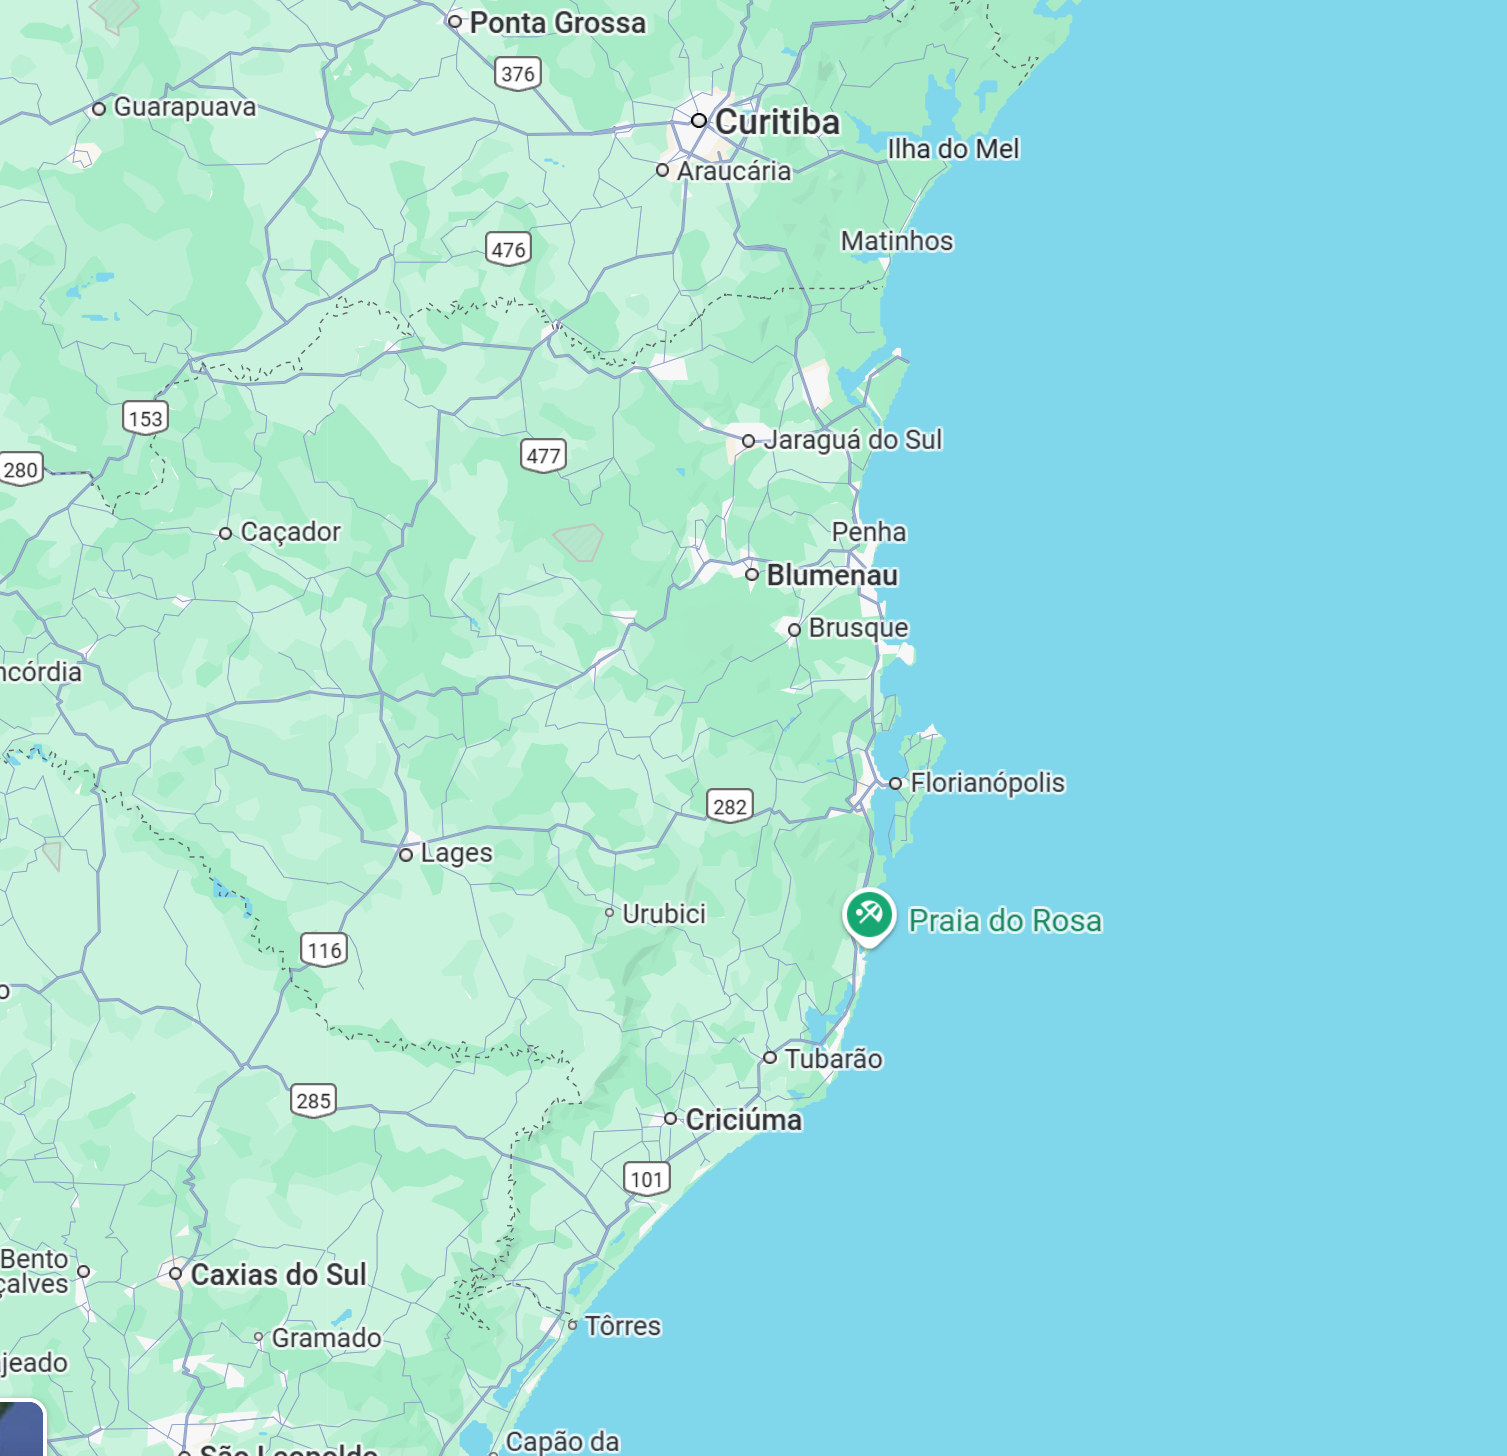 Ponta Grossa
376
Guarapuava
Curitiba
Ilha do Mel
Araucária
476
Matinhos
153
Jaraguá do Sul
477
280
Caçador
Penha
Blumenau
Brusque
ncórdia
Florianópolis
282
Lages
Urubici
Praia do Rosa
116
o
Tubarão
285
Criciúma
101
Bento
çalves
Caxias do Sul
Tôrres
Gramado
jeado
Capão da
São Leopoldo